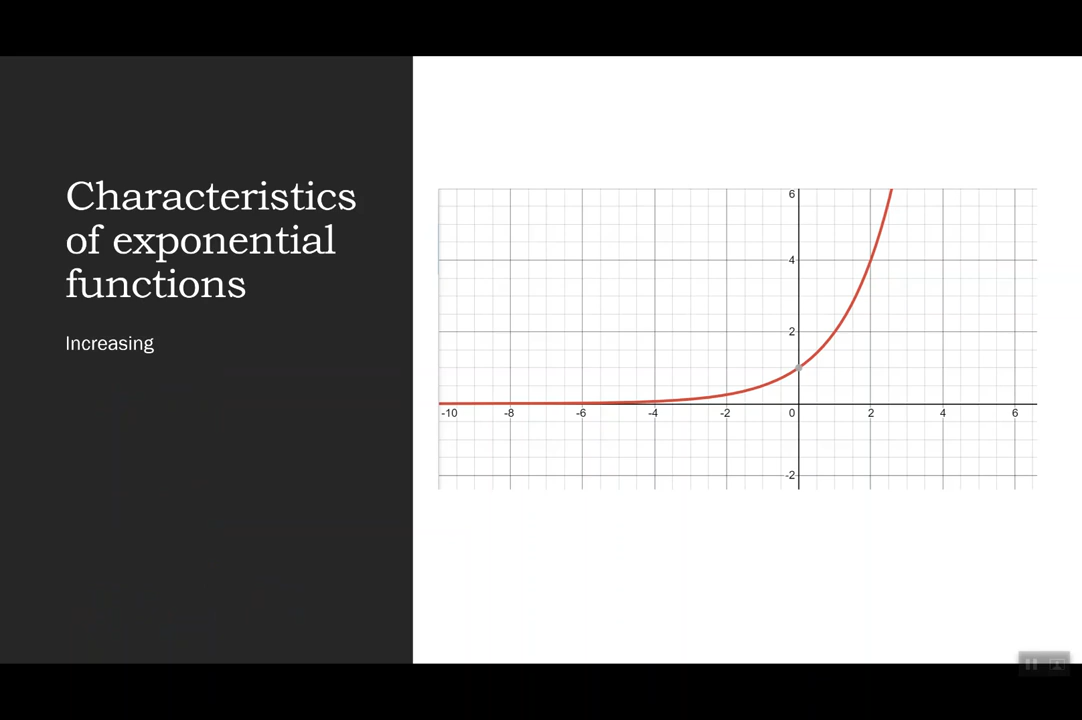 Characteristics
of exponential
functions
Increasing
6
4
2
-10 -8 -6 -4 -2 0 2 4 6
-2